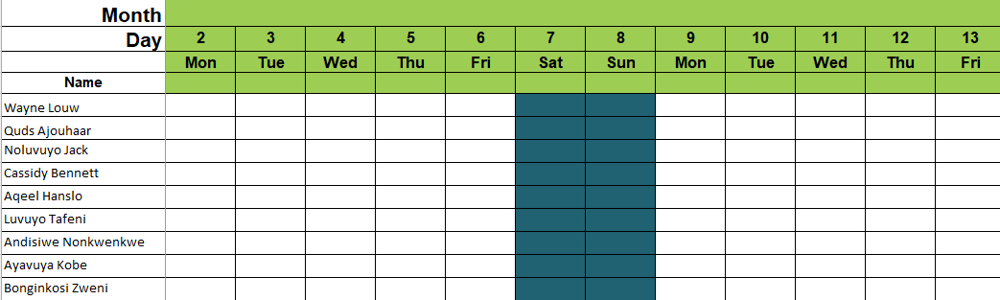 Month
Day 2 3 4 5 6 7 8 9 10 11 12 13
Mon Tue Wed Thu Fri Sat Sun Mon Tue Wed Thu Fri
Name
Wayne Louw
Quds Ajouhaar
Noluvuyo Jack
Cassidy Bennett
Aqeel Hanslo
Luvuyo Tafeni
Andisiwe Nonkwenkwe
Ayavuya Kobe
Bonginkosi Zweni